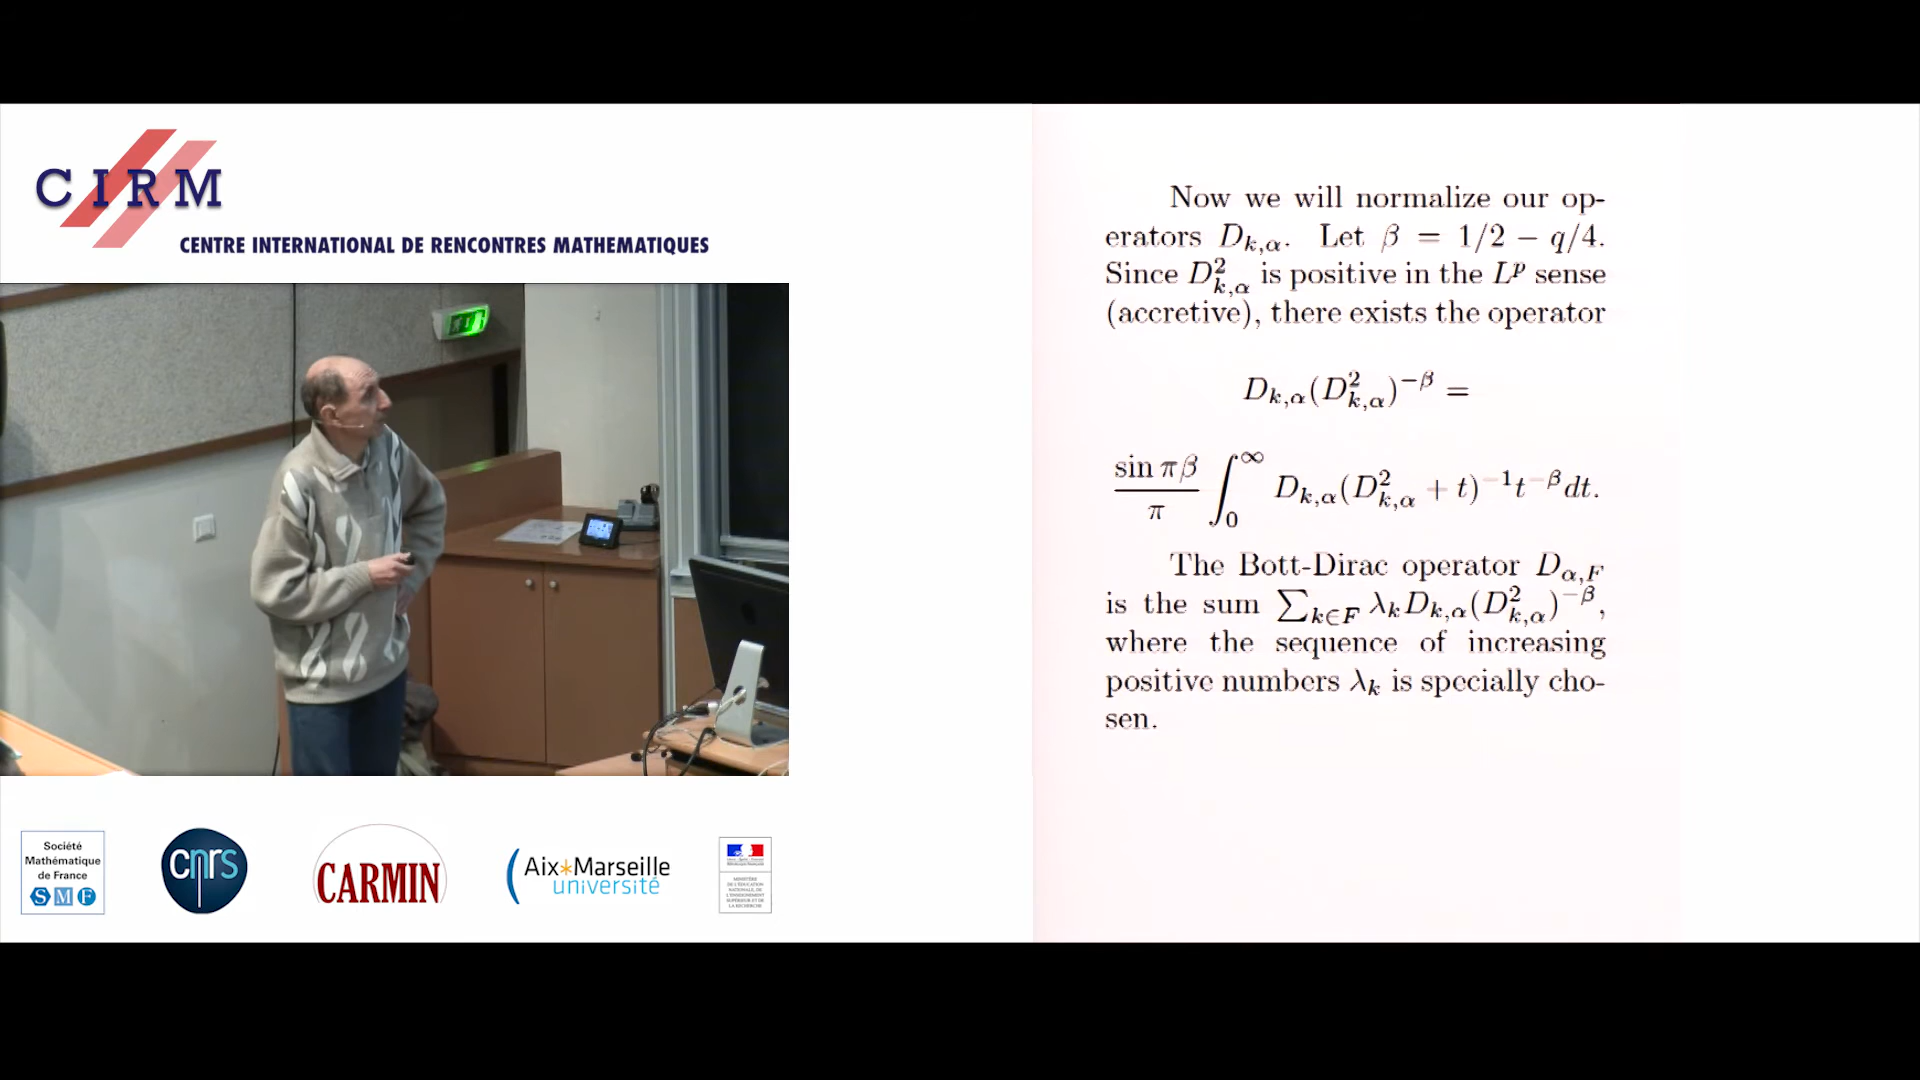 CIRM
CENTRE INTERNATIONAL DE RENCONTRES MATHEMATIQUES
Now we will normalize our op-
erators $D_{k,\alpha}$. Let $\beta = 1/2 - q/4$.
Since $D^2_{k,\alpha}$ is positive in the $L^p$ sense
(accretive), there exists the operator
$D_{k,\alpha}(D^2_{k,\alpha})^{-\beta} =$
$\frac{\sin \pi\beta}{\pi} \int_0^\infty D_{k,\alpha}(D^2_{k,\alpha} + t)^{-1} t^{-\beta} dt.$
The Bott-Dirac operator $D_{\alpha,F}$
is the sum $\sum_{k \in F} \lambda_k D_{k,\alpha}(D^2_{k,\alpha})^{-\beta}$,
where the sequence of increasing
positive numbers $\lambda_k$ is specially cho-
sen.
Société
Mathématique
de France
SMF
cnrs
CARMIN
Aix*Marseille
université